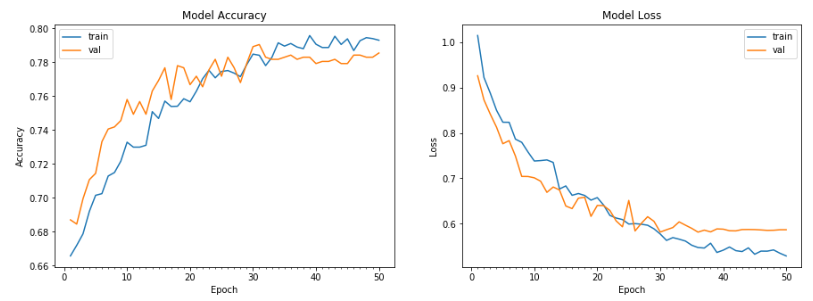 Model Accuracy
train
val
0.80
0.78
0.76
0.74
0.72
0.70
0.68
0.66
Accuracy
0 10 20 30 40 50
Epoch
Model Loss
train
val
1.0
0.9
0.8
0.7
0.6
Loss
0 10 20 30 40 50
Epoch